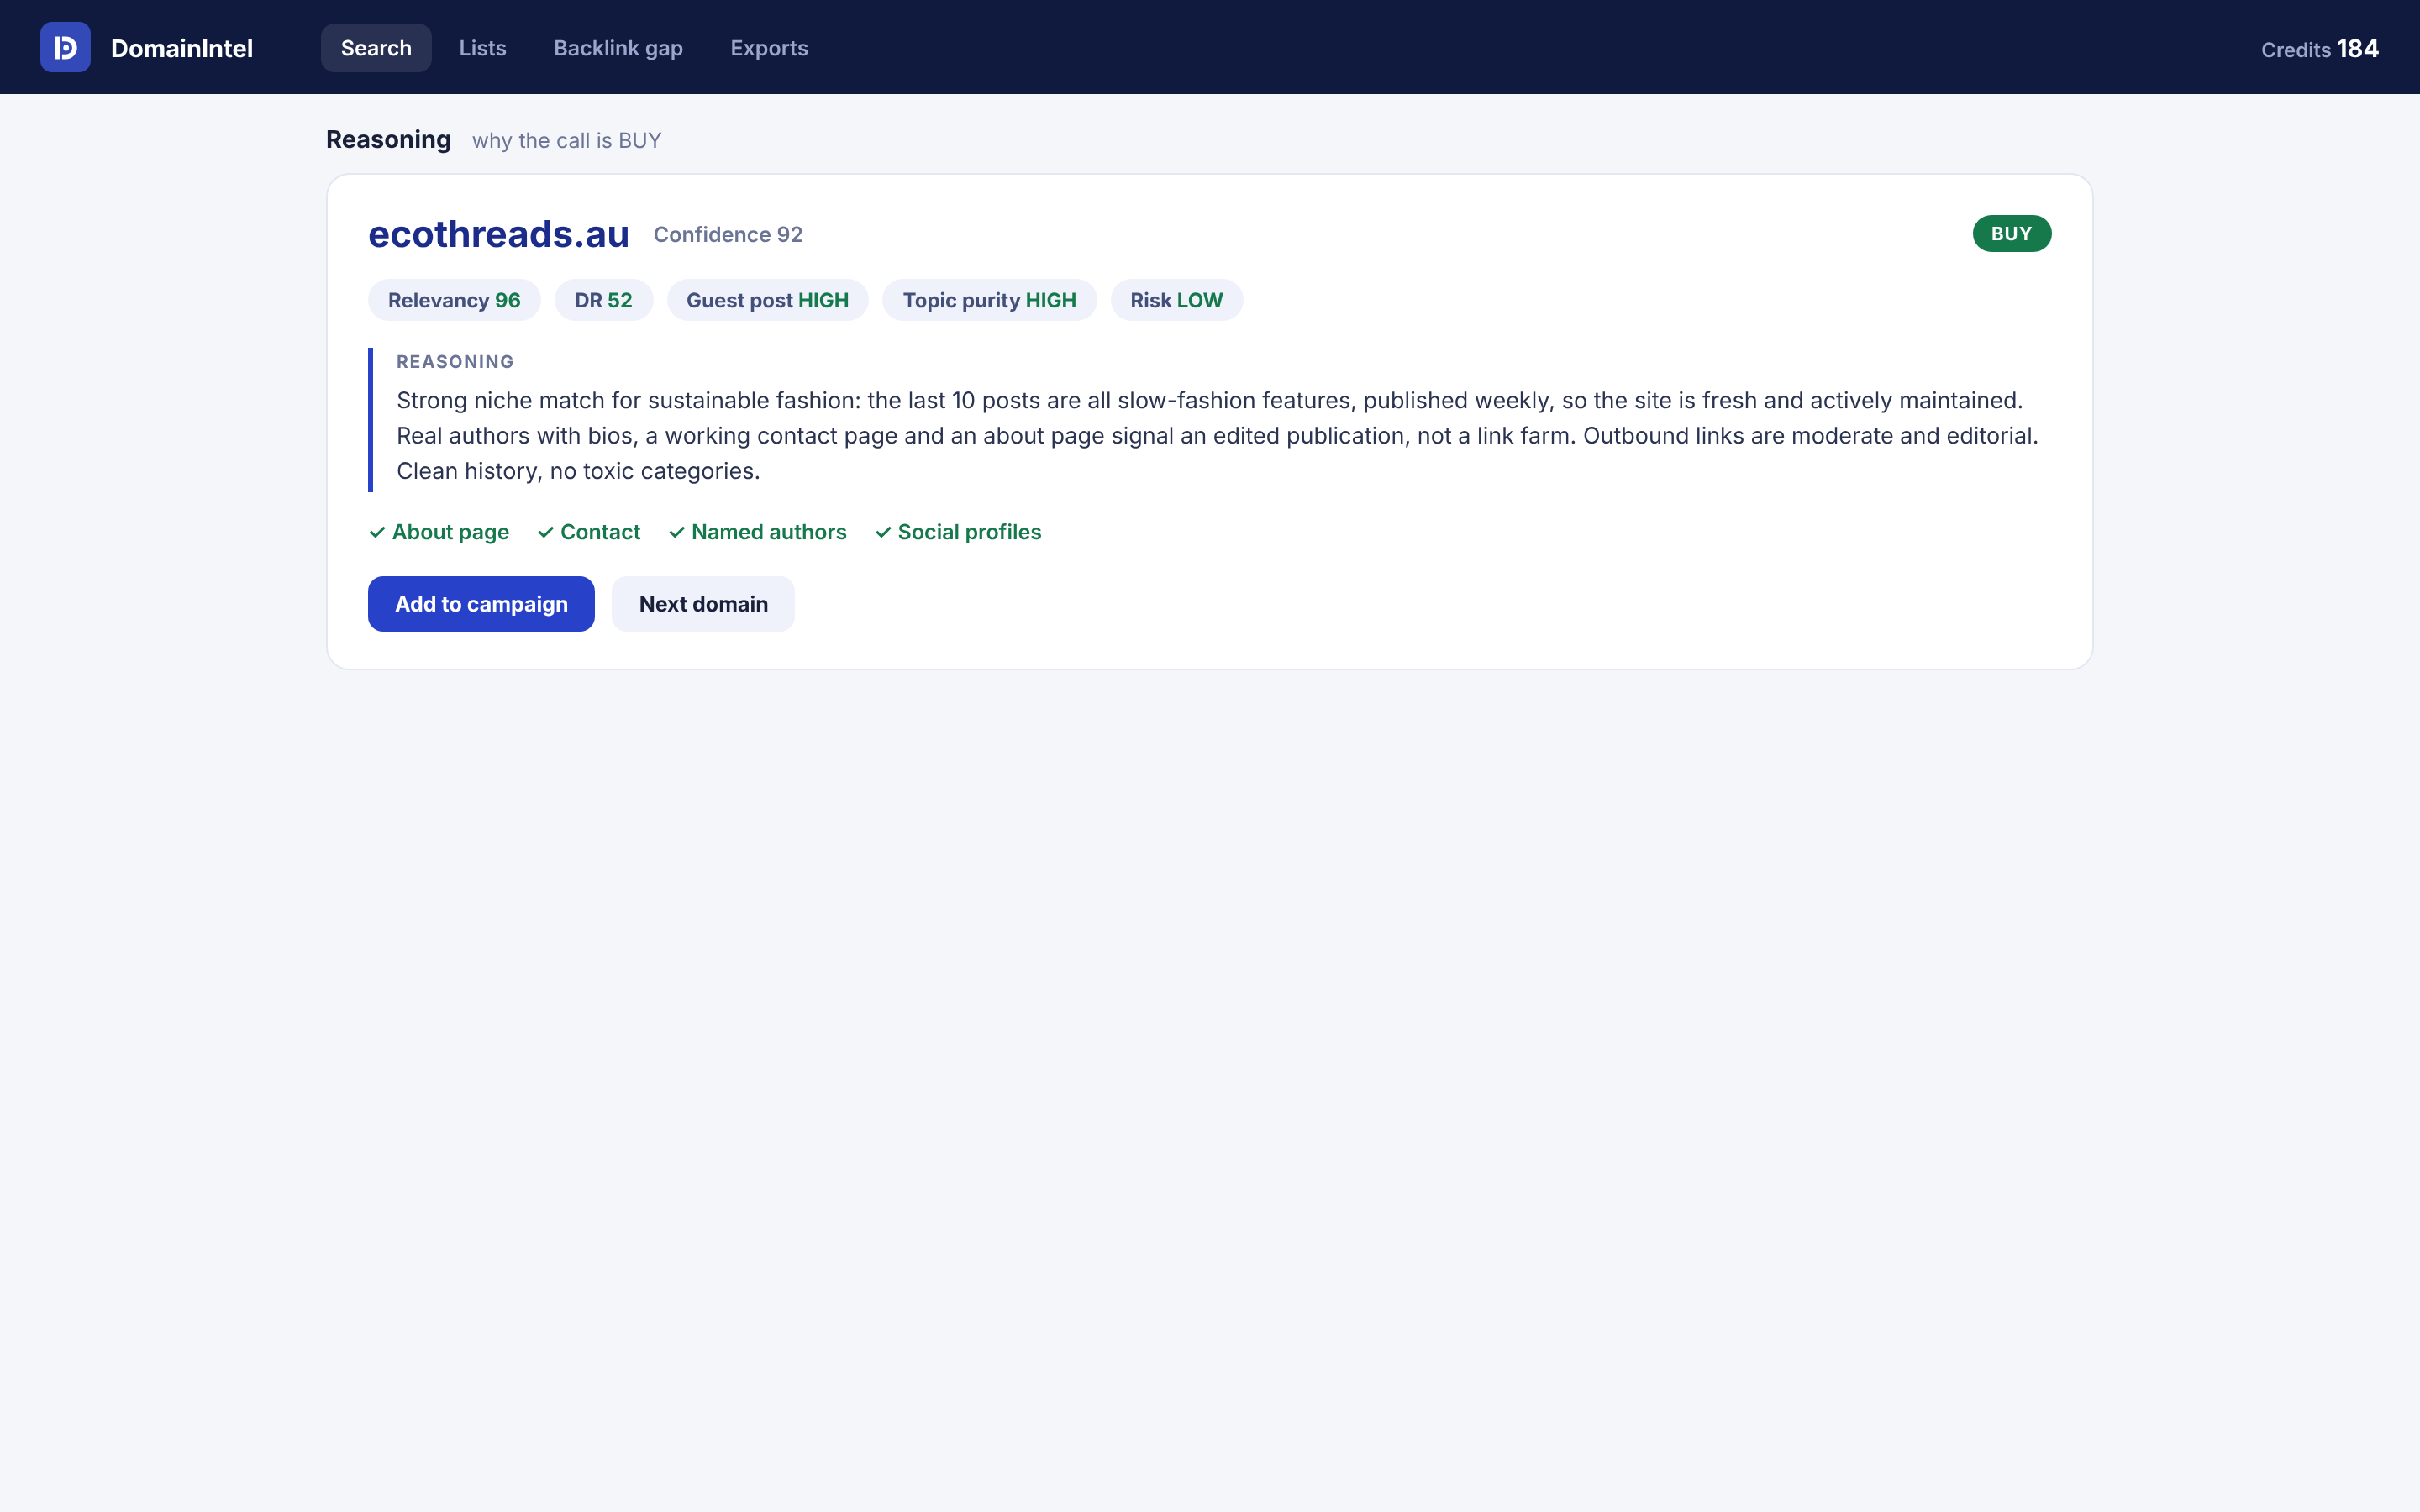 DomainIntel Search Lists Backlink gap Exports Credits 184
Reasoning why the call is BUY
ecothreads.au Confidence 92 BUY
Relevancy 96 DR 52 Guest post HIGH Topic purity HIGH Risk LOW
REASONING
Strong niche match for sustainable fashion: the last 10 posts are all slow-fashion features, published weekly, so the site is fresh and actively maintained.
Real authors with bios, a working contact page and an about page signal an edited publication, not a link farm. Outbound links are moderate and editorial.
Clean history, no toxic categories.
✓ About page ✓ Contact ✓ Named authors ✓ Social profiles
Add to campaign Next domain